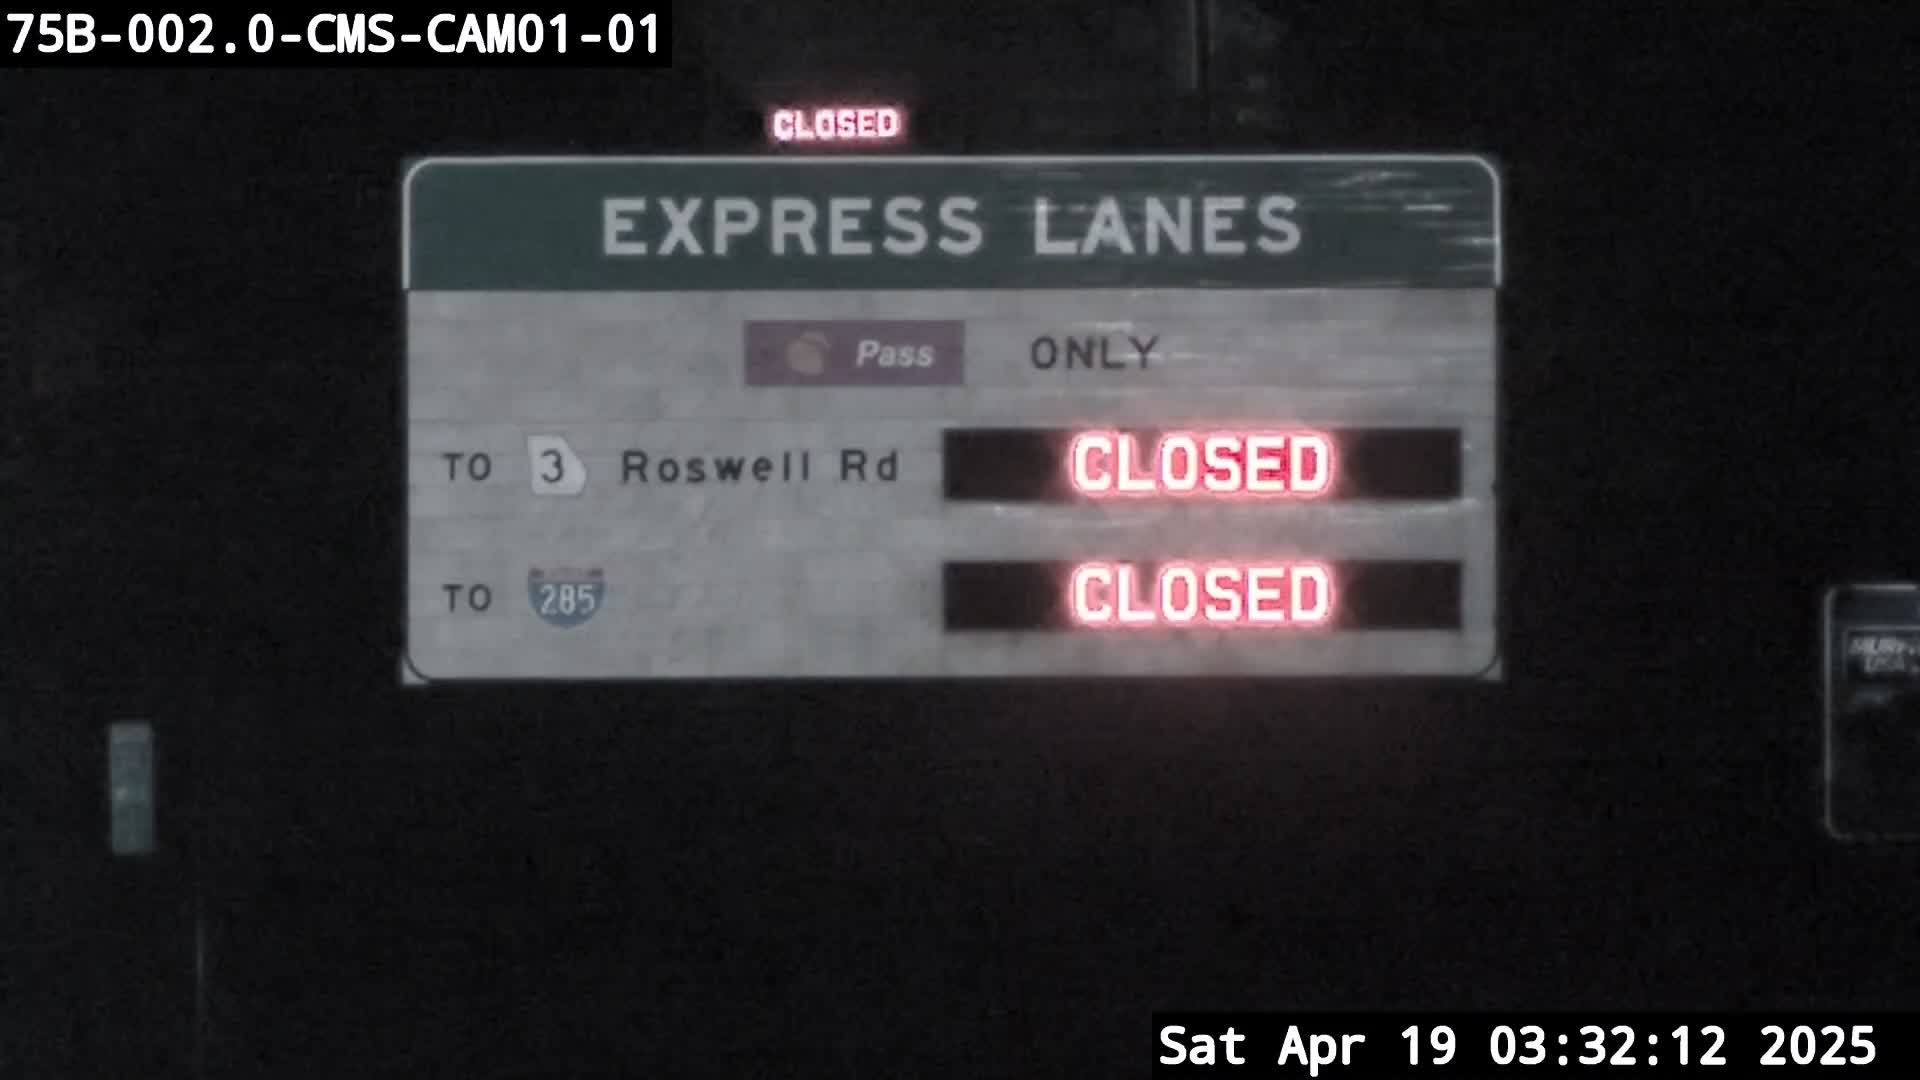 75B-002.0-CMS-CAM01-01
CLOSED
EXPRESS LANES
Pass ONLY
TO 3 Roswell Rd CLOSED
TO 285 CLOSED
Sat Apr 19 03:32:12 2025